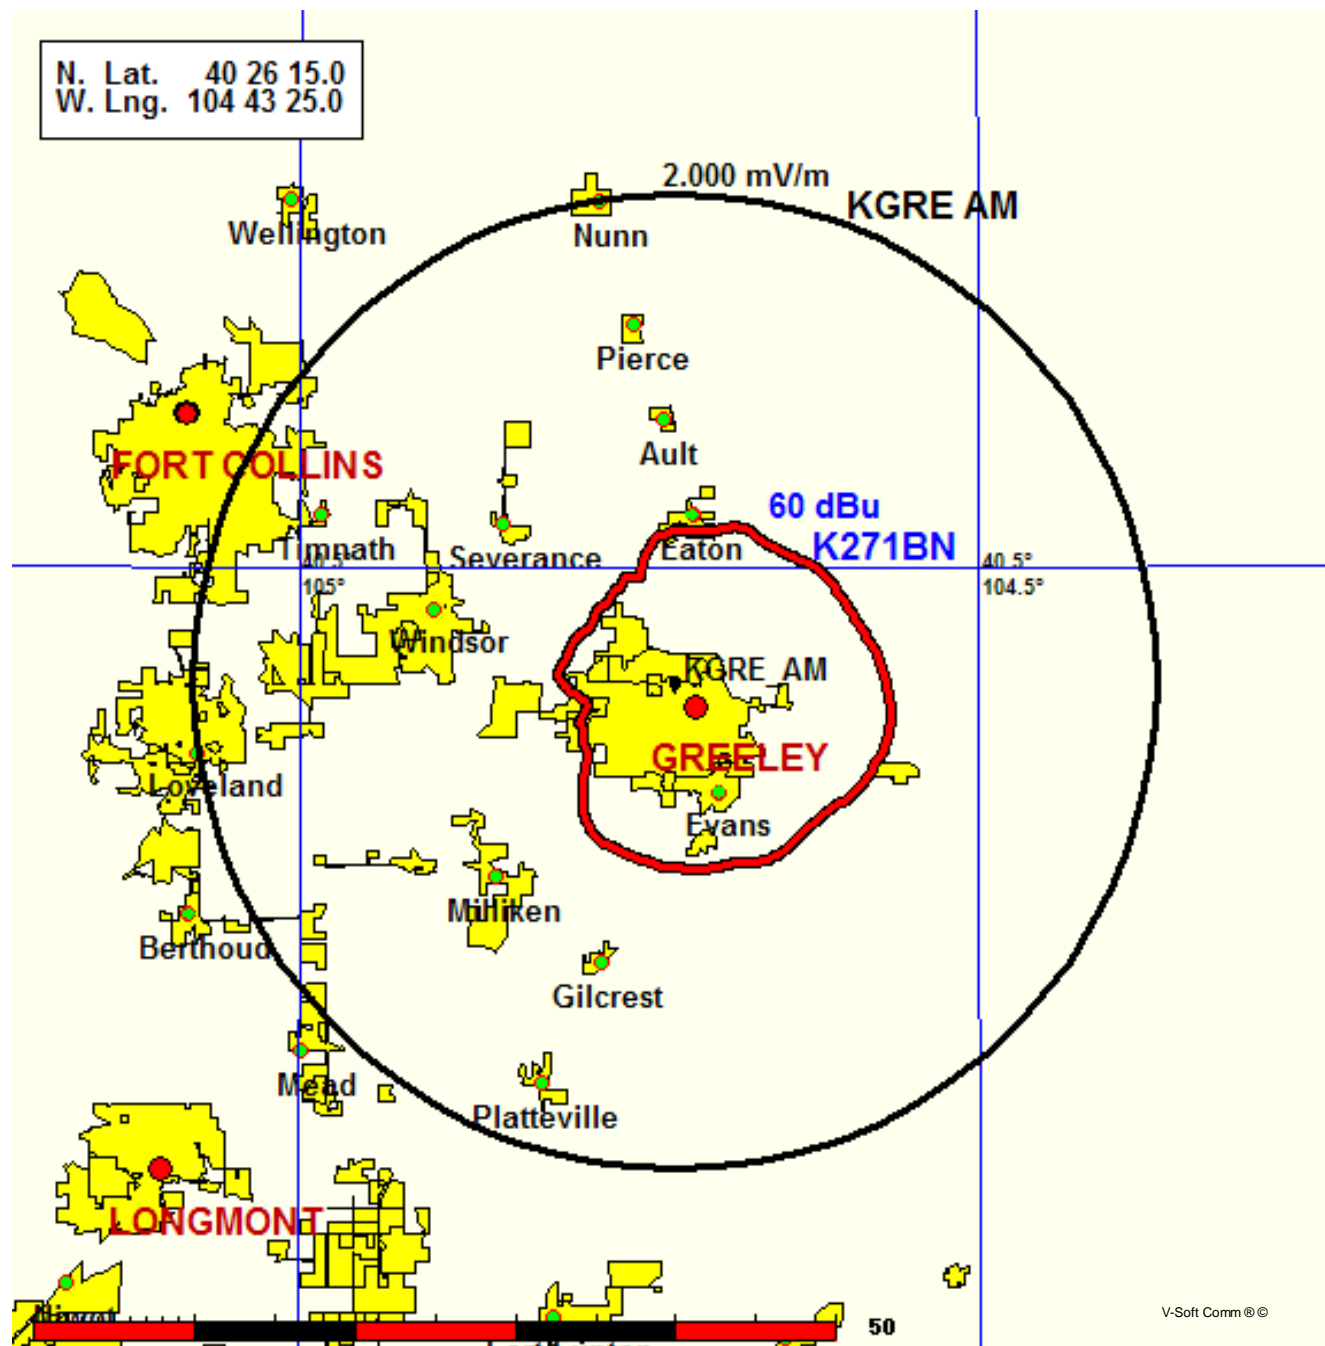 N. Lat. 40 26 15.0
W. Lng. 104 43 25.0
2.000 mV/m
KGRE AM
Wellington
Nunn
Pierce
Ault
FORT COLLINS
60 dBu
K271BN
Timnath
Severance
Eaton
40.5°
105°
40.5°
104.5°
Windsor
KGRE_AM
GREELEY
Loveland
Evans
Milliken
Berthoud
Gilcrest
Mead
Platteville
LONGMONT
Niwot
50
V-Soft Comm ® ©